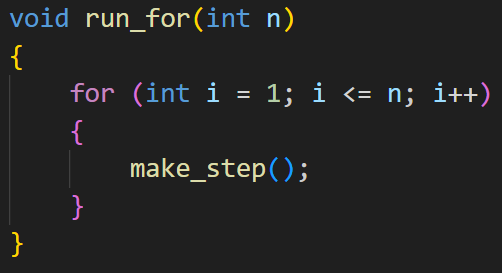 void run_for(int n)
{
    for (int i = 1; i <= n; i++)
    {
        make_step();
    }
}